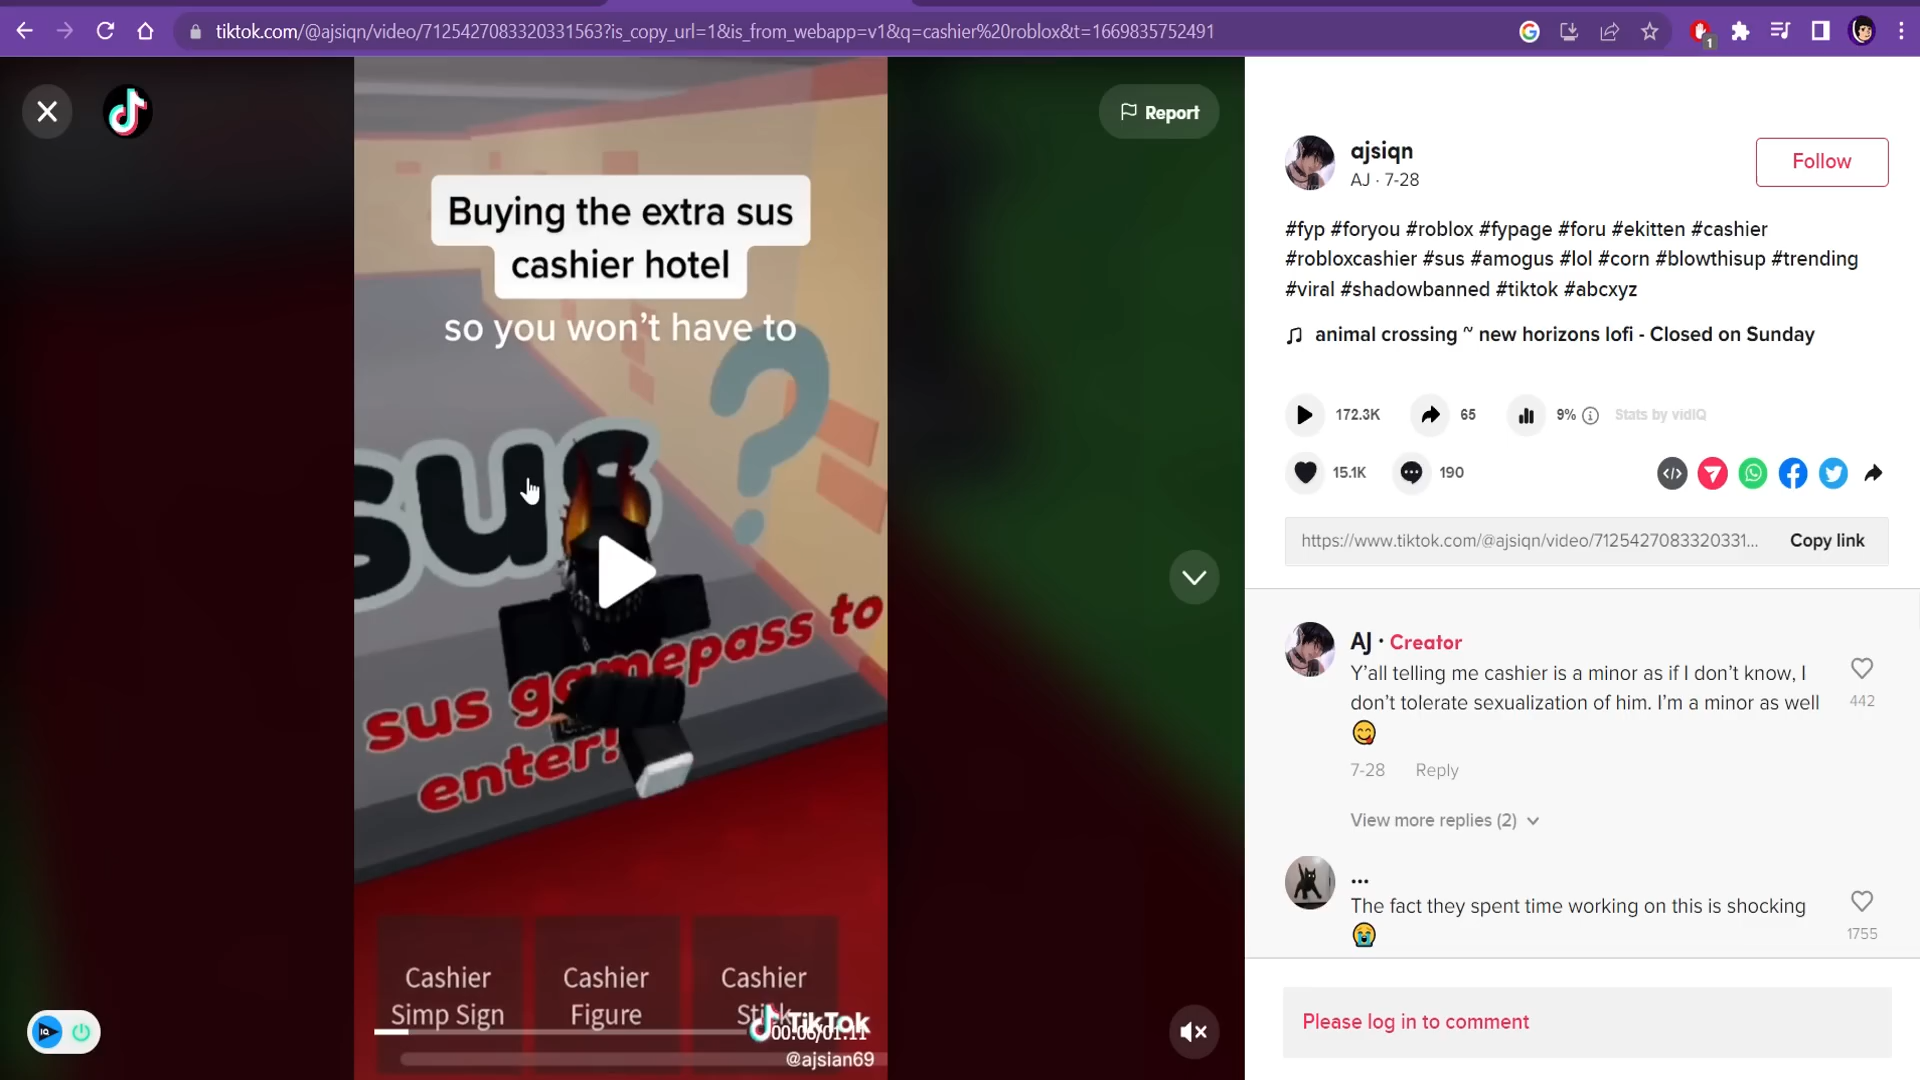 tiktok.com/@ajsiqn/video/7125427083320331563?is_copy_url=1&is_from_webapp=v1&q=cashier%20roblox&t=1669835752491
1
Report
Buying the extra sus
cashier hotel
so you won't have to
?
sus
sus gamepass to
enter!
Cashier
Simp Sign
Cashier
Figure
Cashier
Stick
TikTok
00:06/01:11
@ajsian69
ajsiqn
AJ · 7-28
Follow
#fyp #foryou #roblox #fypage #foru #ekitten #cashier
#robloxcashier #sus #amogus #lol #corn #blowthisup #trending
#viral #shadowbanned #tiktok #abcxyz
animal crossing ~ new horizons lofi - Closed on Sunday
172.3K
65
9%
Stats by vidIQ
15.1K
190
https://www.tiktok.com/@ajsiqn/video/712542708332033​1...
Copy link
AJ · Creator
Y'all telling me cashier is a minor as if I don't know, I
don't tolerate sexualization of him. I'm a minor as well
😋
442
7-28 Reply
View more replies (2)
...
The fact they spent time working on this is shocking
😭
1755
Please log in to comment